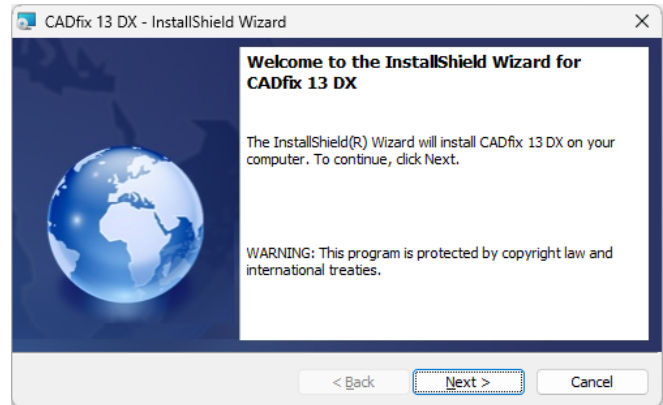 CADfix 13 DX - InstallShield Wizard
Welcome to the InstallShield Wizard for
CADfix 13 DX
The InstallShield(R) Wizard will install CADfix 13 DX on your
computer. To continue, click Next.
WARNING: This program is protected by copyright law and
international treaties.
< Back Next > Cancel